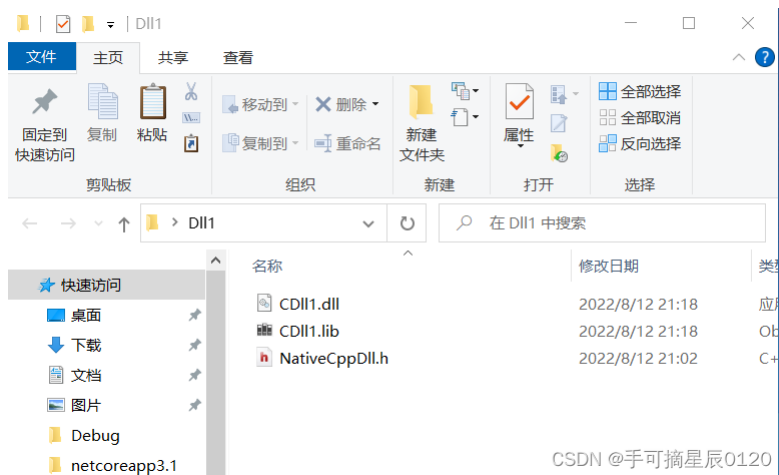 Dll1
文件 主页 共享 查看
固定到
快速访问
复制
粘贴
移动到
复制到
删除
重命名
新建
文件夹
属性
全部选择
全部取消
反向选择
剪贴板 组织 新建 打开 选择
Dll1
在 Dll1 中搜索
名称 修改日期
快速访问
CDll1.dll 2022/8/12 21:18
桌面
CDll1.lib 2022/8/12 21:18 Ob
下载
NativeCppDll.h 2022/8/12 21:02 C+
文档
图片
Debug
netcoreapp3.1
CSDN @手可摘星辰0120